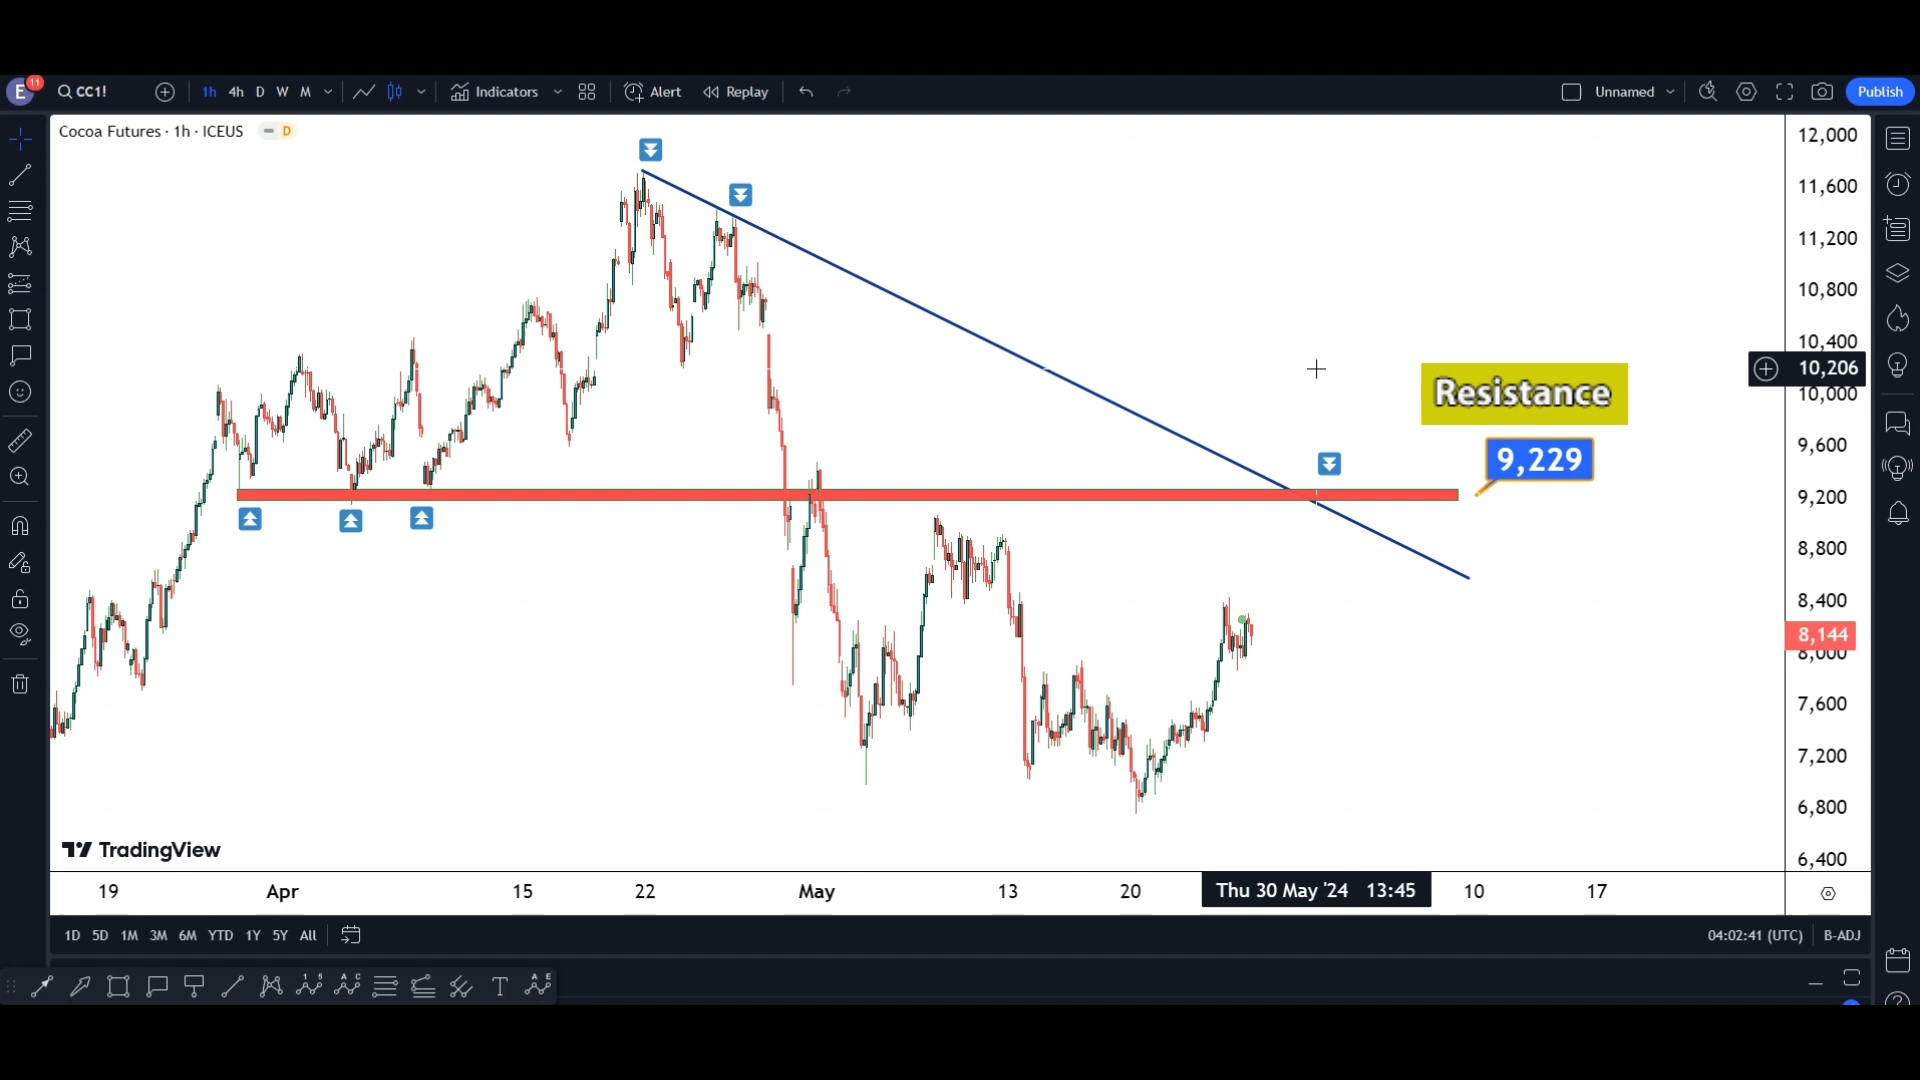 E 11 CC1! 1h 4h D W M Indicators Alert Replay Unnamed Publish
Cocoa Futures · 1h · ICEUS D
12,000
11,600
11,200
10,800
10,400
10,206
10,000
Resistance
9,600
9,229
9,200
8,800
8,400
8,144
8,000
7,600
7,200
6,800
6,400
TradingView
19 Apr 15 22 May 13 20 Thu 30 May '24 13:45 10 17
1D 5D 1M 3M 6M YTD 1Y 5Y All 04:02:41 (UTC) B-ADJ
1 5 A C T A E